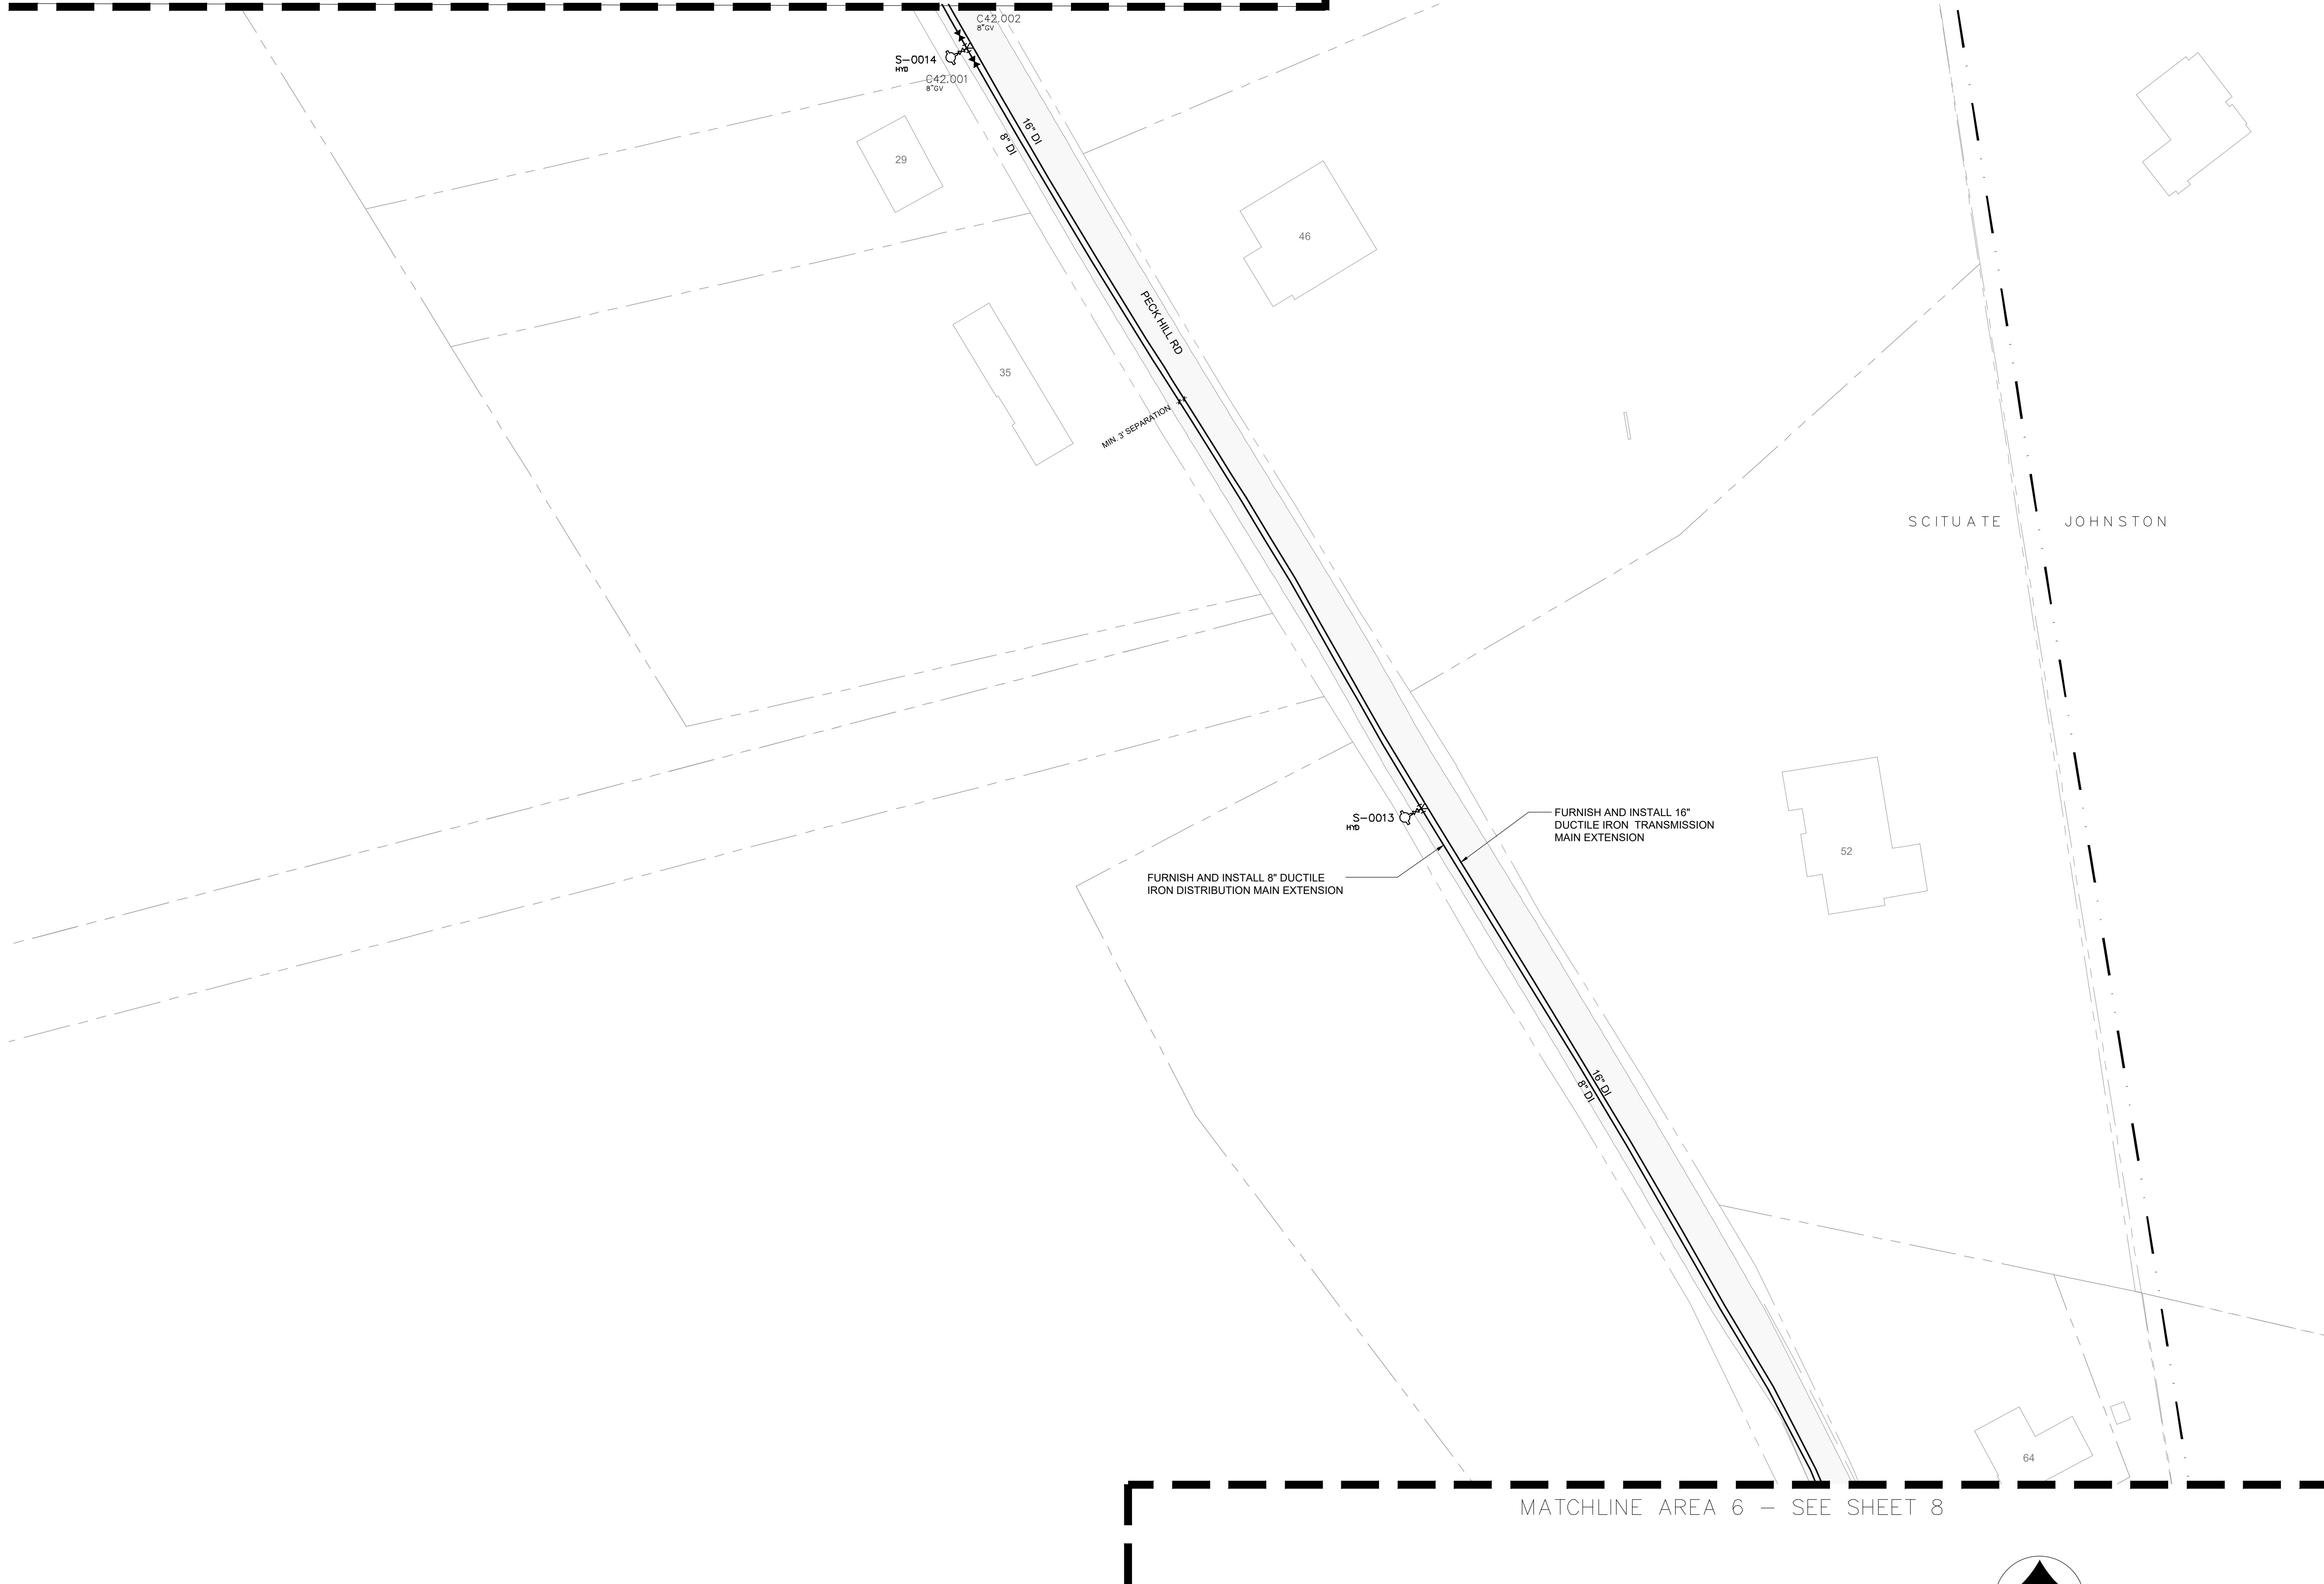 C42.002
8"GV
S-0014
HYD
C42.001
8"GV
16" DI
8" DI
29
46
PECK HILL RD
35
MIN. 3' SEPARATION
SCITUATE
JOHNSTON
S-0013
HYD
FURNISH AND INSTALL 16"
DUCTILE IRON TRANSMISSION
MAIN EXTENSION
52
FURNISH AND INSTALL 8" DUCTILE
IRON DISTRIBUTION MAIN EXTENSION
16" DI
8" DI
64
MATCHLINE AREA 6 - SEE SHEET 8